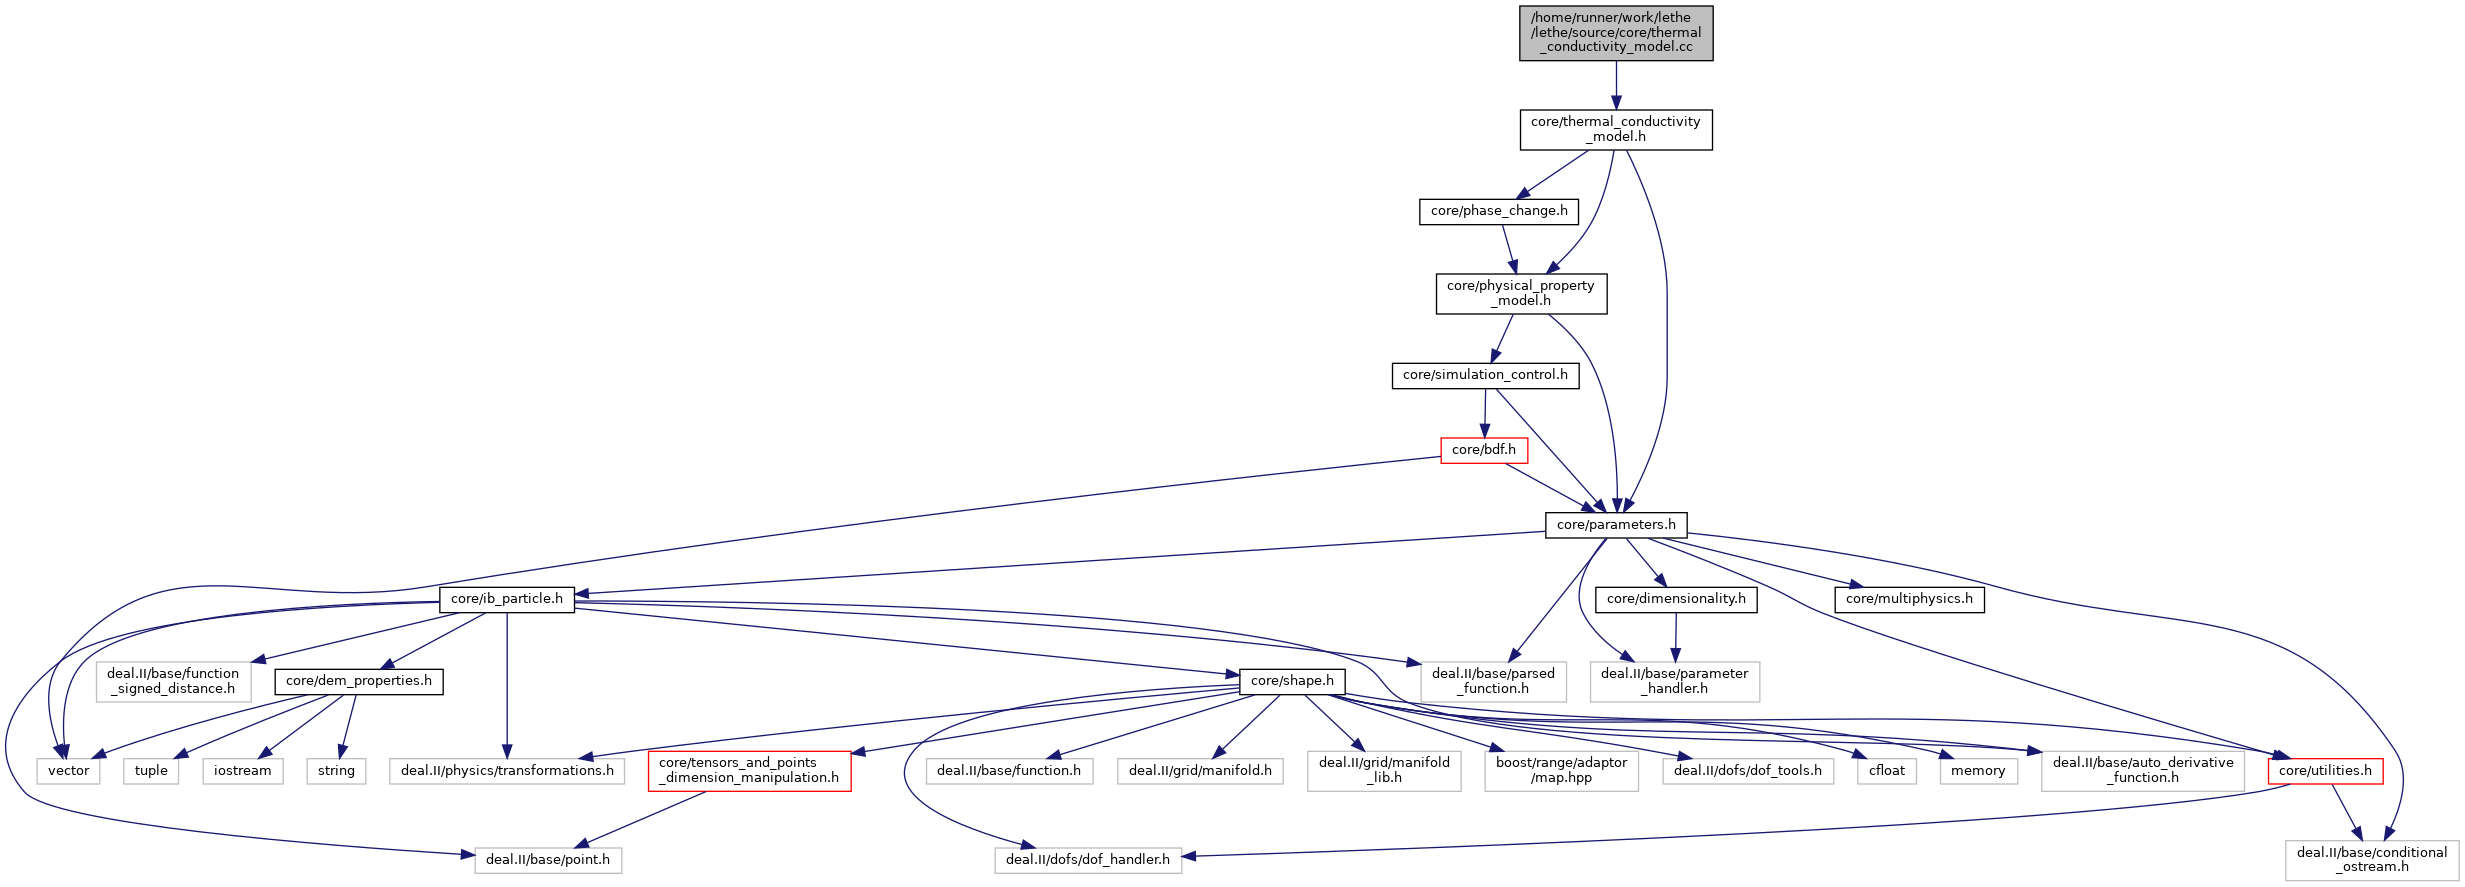 /home/runner/work/lethe
/lethe/source/core/thermal
_conductivity_model.cc
core/thermal_conductivity
_model.h
core/phase_change.h
core/physical_property
_model.h
core/simulation_control.h
core/bdf.h
core/parameters.h
core/ib_particle.h
core/dimensionality.h
core/multiphysics.h
deal.II/base/function
_signed_distance.h
core/dem_properties.h
core/shape.h
deal.II/base/parsed
_function.h
deal.II/base/parameter
_handler.h
vector
tuple
iostream
string
deal.II/physics/transformations.h
core/tensors_and_points
_dimension_manipulation.h
deal.II/base/function.h
deal.II/grid/manifold.h
deal.II/grid/manifold
_lib.h
boost/range/adaptor
/map.hpp
deal.II/dofs/dof_tools.h
cfloat
memory
deal.II/base/auto_derivative
_function.h
core/utilities.h
deal.II/base/point.h
deal.II/dofs/dof_handler.h
deal.II/base/conditional
_ostream.h